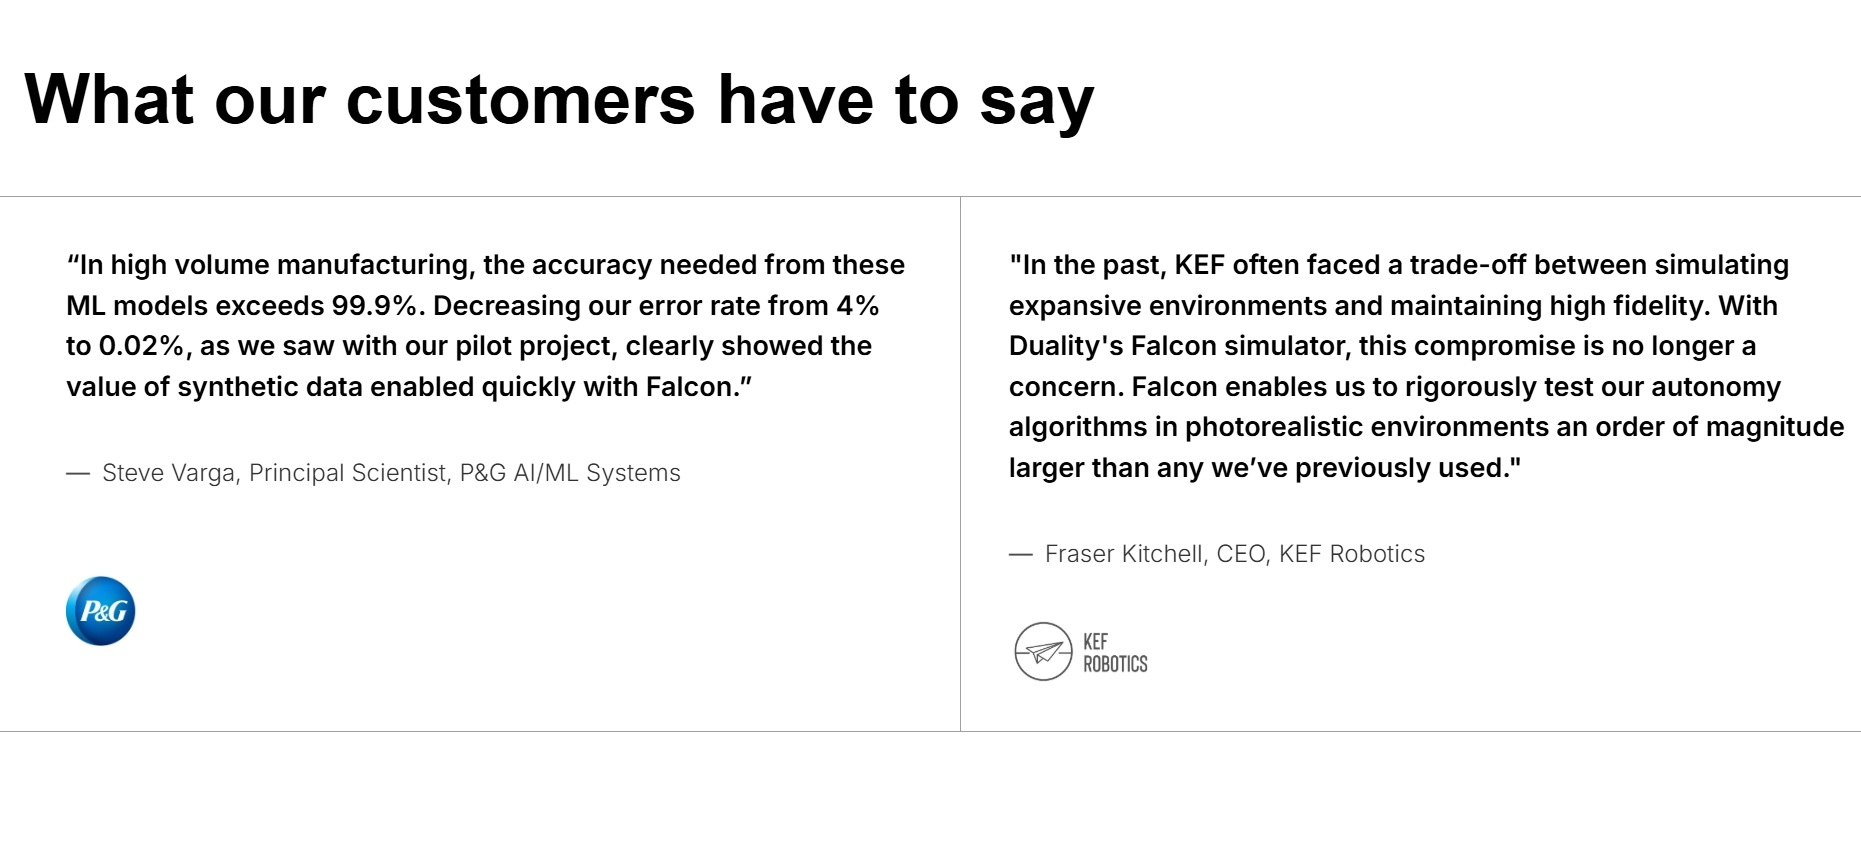 What our customers have to say
“In high volume manufacturing, the accuracy needed from these
ML models exceeds 99.9%. Decreasing our error rate from 4%
to 0.02%, as we saw with our pilot project, clearly showed the
value of synthetic data enabled quickly with Falcon.”
— Steve Varga, Principal Scientist, P&G AI/ML Systems
P&G
"In the past, KEF often faced a trade-off between simulating
expansive environments and maintaining high fidelity. With
Duality's Falcon simulator, this compromise is no longer a
concern. Falcon enables us to rigorously test our autonomy
algorithms in photorealistic environments an order of magnitude
larger than any we’ve previously used."
— Fraser Kitchell, CEO, KEF Robotics
KEF
ROBOTICS